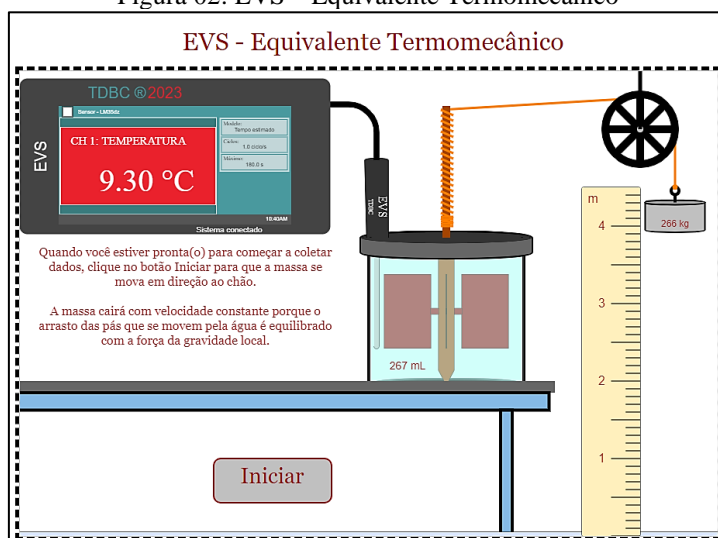 Figura 02: EVS – Equivalente Termomecânico
EVS - Equivalente Termomecânico
TDBC ®2023
Sensor - LM35dz
EVS
CH 1: TEMPERATURA
9.30 °C
Modelo:
Tempo estimado
Ciclos:
1.0 ciclos
Máximo:
180.0 s
10:40AM
Sistema conectado
EVS
TDBC
Quando você estiver pronta(o) para começar a coletar
dados, clique no botão Iniciar para que a massa se
mova em direção ao chão.
A massa cairá com velocidade constante porque o
arrasto das pás que se movem pela água é equilibrado
com a força da gravidade local.
267 mL
266 kg
m
4
3
2
1
Iniciar